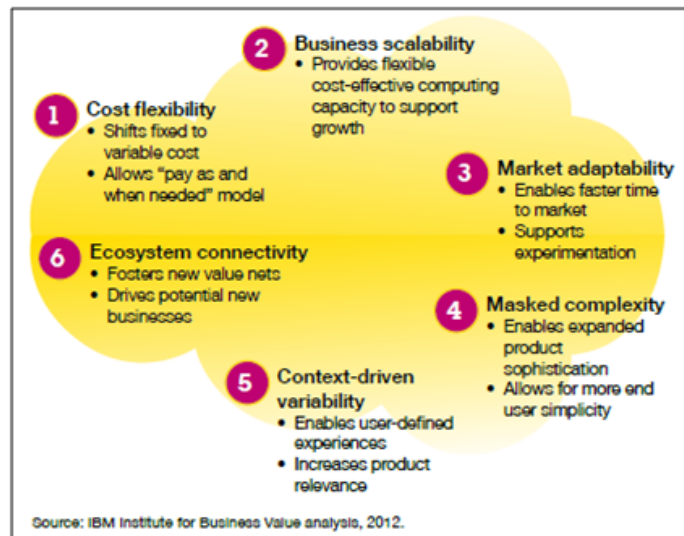 1
Cost flexibility
• Shifts fixed to
variable cost
• Allows “pay as and
when needed” model
2
Business scalability
• Provides flexible
cost-effective computing
capacity to support
growth
3
Market adaptability
• Enables faster time
to market
• Supports
experimentation
4
Masked complexity
• Enables expanded
product
sophistication
• Allows for more end
user simplicity
5
Context-driven
variability
• Enables user-defined
experiences
• Increases product
relevance
6
Ecosystem connectivity
• Fosters new value nets
• Drives potential new
businesses
Source: IBM Institute for Business Value analysis, 2012.